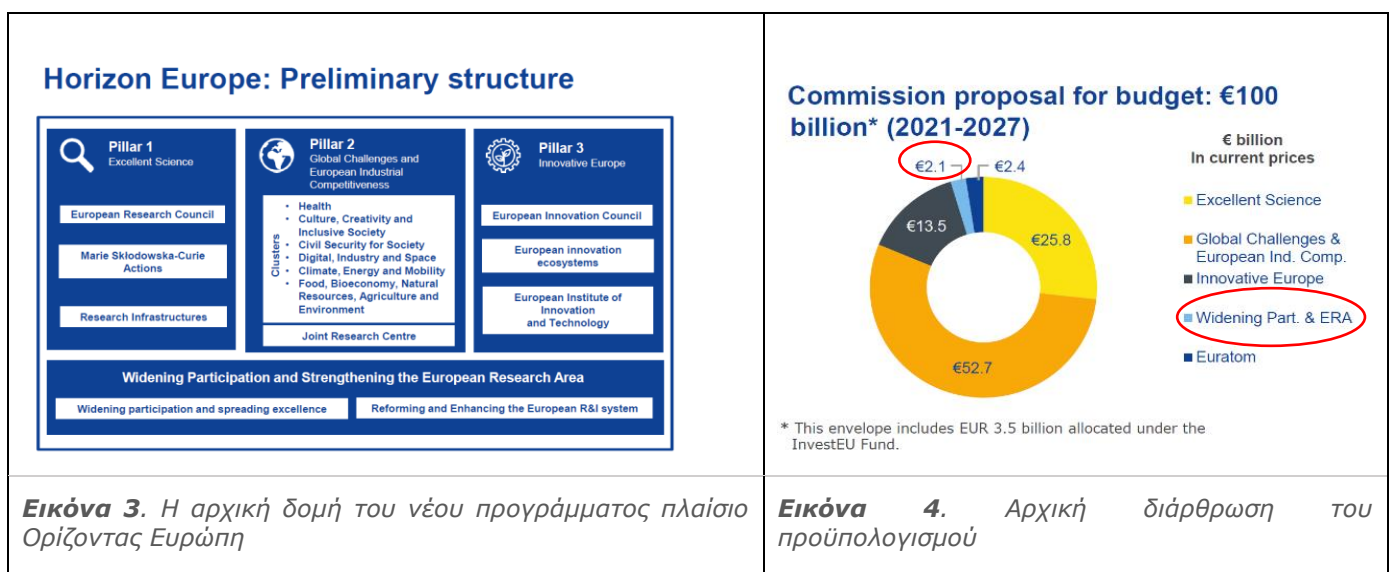 Horizon Europe: Preliminary structure
Pillar 1
Excellent Science
European Research Council
Marie Skłodowska-Curie
Actions
Research Infrastructures
Pillar 2
Global Challenges and
European Industrial
Competitiveness
Clusters
• Health
• Culture, Creativity and
Inclusive Society
• Civil Security for Society
• Digital, Industry and Space
• Climate, Energy and Mobility
• Food, Bioeconomy, Natural
Resources, Agriculture and
Environment
Joint Research Centre
Pillar 3
Innovative Europe
European Innovation Council
European innovation
ecosystems
European Institute of
Innovation
and Technology
Widening Participation and Strengthening the European Research Area
Widening participation and spreading excellence
Reforming and Enhancing the European R&I system
Commission proposal for budget: €100
billion* (2021-2027)
€ billion
In current prices
€2.1
€2.4
€13.5
€25.8
€52.7
Excellent Science
Global Challenges &
European Ind. Comp.
Innovative Europe
Widening Part. & ERA
Euratom
* This envelope includes EUR 3.5 billion allocated under the
InvestEU Fund.
Εικόνα 3. Η αρχική δομή του νέου προγράμματος πλαίσιο
Ορίζοντας Ευρώπη
Εικόνα 4. Αρχική διάρθρωση του
προϋπολογισμού